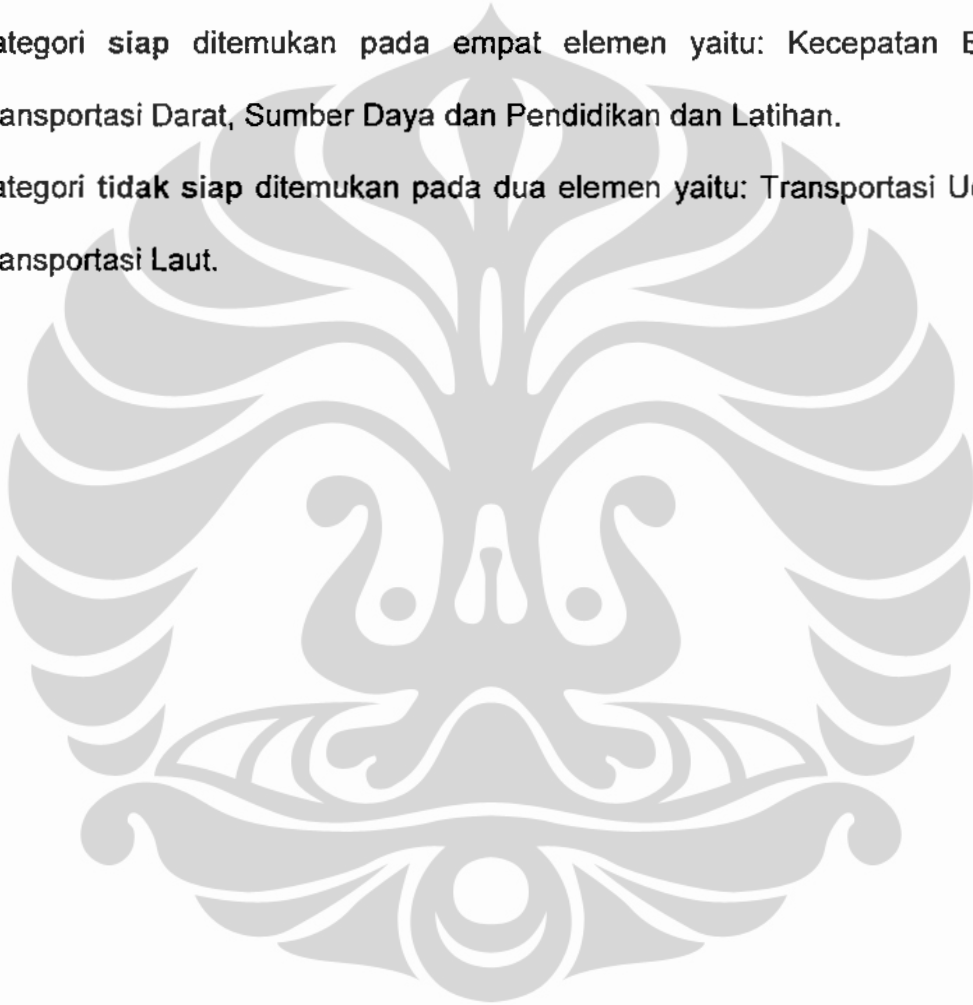 ategori siap ditemukan pada empat elemen yaitu: Kecepatan
ansportasi Darat, Sumber Daya dan Pendidikan dan Latihan.
ategori tidak siap ditemukan pada dua elemen yaitu: Transportasi
ansportasi Laut.